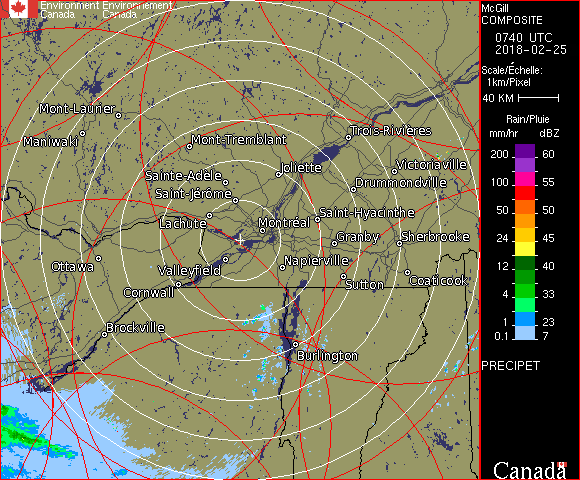 Environment Environnement
Canada Canada
McGill
COMPOSITE
0740 UTC
2018-02-25
Scale/Échelle:
1km/Pixel
40 KM
Rain/Pluie
mm/hr dBZ
200 60
150 57
100 55
50 50
24 45
12 40
4 33
1 23
0.1 7
PRECIPET
Canada
Mont-Laurier
Maniwaki
Mont-Tremblant
Trois-Rivières
Sainte-Adèle
Joliette
Victoriaville
Saint-Jérôme
Drummondville
Lachute
Montréal
Saint-Hyacinthe
Granby
Sherbrooke
Ottawa
Valleyfield
Napierville
Cornwall
Sutton
Coaticook
Brockville
Burlington